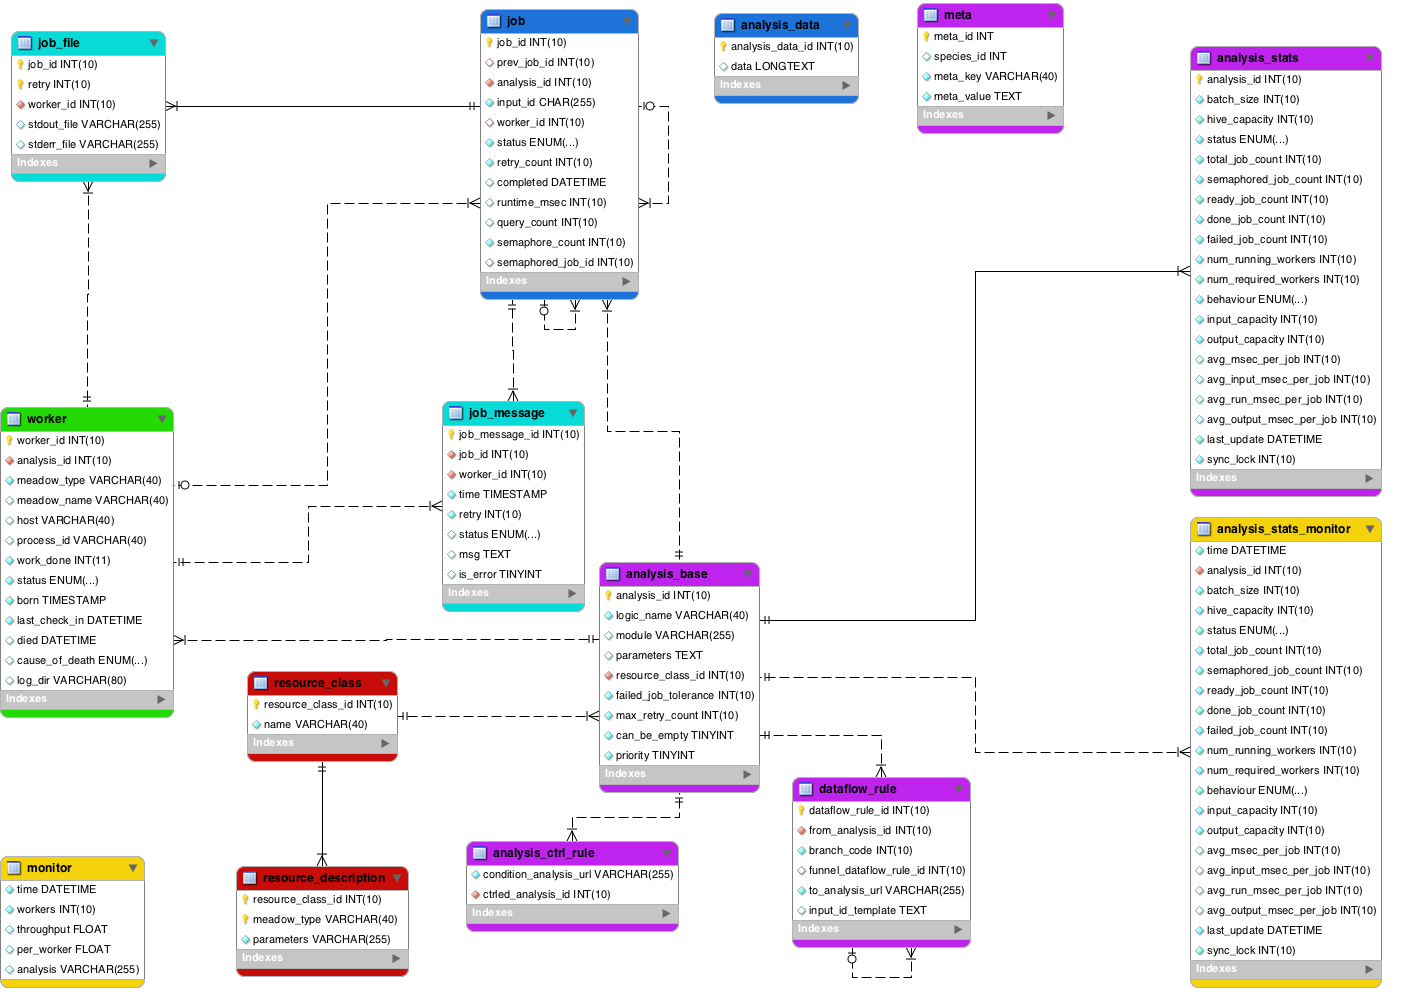 job_file
job_id INT(10)
retry INT(10)
worker_id INT(10)
stdout_file VARCHAR(255)
stderr_file VARCHAR(255)
Indexes
job
job_id INT(10)
prev_job_id INT(10)
analysis_id INT(10)
input_id CHAR(255)
worker_id INT(10)
status ENUM(...)
retry_count INT(10)
completed DATETIME
runtime_msec INT(10)
query_count INT(10)
semaphore_count INT(10)
semaphored_job_id INT(10)
Indexes
analysis_data
analysis_data_id INT(10)
data LONGTEXT
Indexes
meta
meta_id INT
species_id INT
meta_key VARCHAR(40)
meta_value TEXT
Indexes
analysis_stats
analysis_id INT(10)
batch_size INT(10)
hive_capacity INT(10)
status ENUM(...)
total_job_count INT(10)
semaphored_job_count INT(10)
ready_job_count INT(10)
done_job_count INT(10)
failed_job_count INT(10)
num_running_workers INT(10)
num_required_workers INT(10)
behaviour ENUM(...)
input_capacity INT(10)
output_capacity INT(10)
avg_msec_per_job INT(10)
avg_input_msec_per_job INT(10)
avg_run_msec_per_job INT(10)
avg_output_msec_per_job INT(10)
last_update DATETIME
sync_lock INT(10)
Indexes
worker
worker_id INT(10)
analysis_id INT(10)
meadow_type VARCHAR(40)
meadow_name VARCHAR(40)
host VARCHAR(40)
process_id VARCHAR(40)
work_done INT(11)
status ENUM(...)
born TIMESTAMP
last_check_in DATETIME
died DATETIME
cause_of_death ENUM(...)
log_dir VARCHAR(80)
Indexes
job_message
job_message_id INT(10)
job_id INT(10)
worker_id INT(10)
time TIMESTAMP
retry INT(10)
status ENUM(...)
msg TEXT
is_error TINYINT
Indexes
analysis_base
analysis_id INT(10)
logic_name VARCHAR(40)
module VARCHAR(255)
parameters TEXT
resource_class_id INT(10)
failed_job_tolerance INT(10)
max_retry_count INT(10)
can_be_empty TINYINT
priority TINYINT
Indexes
analysis_stats_monitor
time DATETIME
analysis_id INT(10)
batch_size INT(10)
hive_capacity INT(10)
status ENUM(...)
total_job_count INT(10)
semaphored_job_count INT(10)
ready_job_count INT(10)
done_job_count INT(10)
failed_job_count INT(10)
num_running_workers INT(10)
num_required_workers INT(10)
behaviour ENUM(...)
input_capacity INT(10)
output_capacity INT(10)
avg_msec_per_job INT(10)
avg_input_msec_per_job INT(10)
avg_run_msec_per_job INT(10)
avg_output_msec_per_job INT(10)
last_update DATETIME
sync_lock INT(10)
Indexes
resource_class
resource_class_id INT(10)
name VARCHAR(40)
Indexes
dataflow_rule
dataflow_rule_id INT(10)
from_analysis_id INT(10)
branch_code INT(10)
funnel_dataflow_rule_id INT(10)
to_analysis_url VARCHAR(255)
input_id_template TEXT
Indexes
analysis_ctrl_rule
condition_analysis_url VARCHAR(255)
ctrled_analysis_id INT(10)
Indexes
monitor
time DATETIME
workers INT(10)
throughput FLOAT
per_worker FLOAT
analysis VARCHAR(255)
resource_description
resource_class_id INT(10)
meadow_type VARCHAR(40)
parameters VARCHAR(255)
Indexes